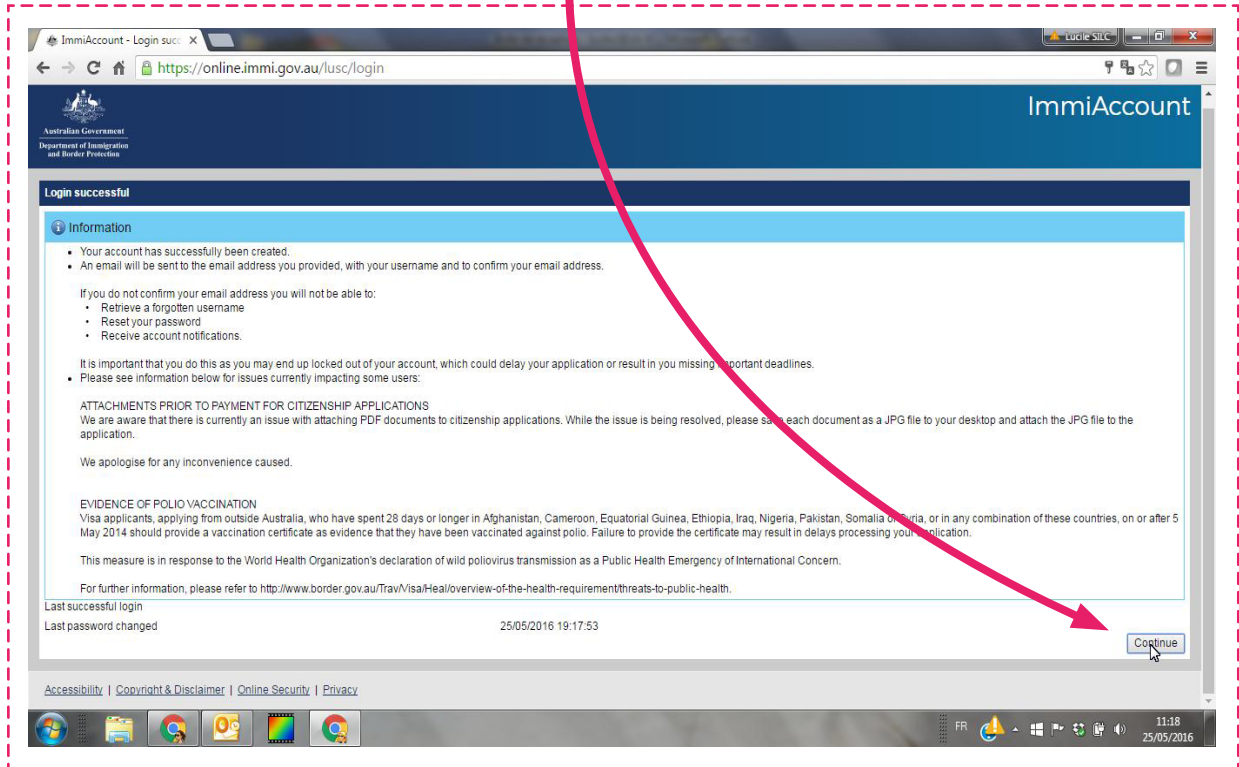 ImmiAccount - Login succ
Lucile SILC
https://online.immi.gov.au/lusc/login
Australian Government
Department of Immigration
and Border Protection
ImmiAccount
Login successful
Information
• Your account has successfully been created.
• An email will be sent to the email address you provided, with your username and to confirm your email address.
If you do not confirm your email address you will not be able to:
• Retrieve a forgotten username
• Reset your password
• Receive account notifications.
It is important that you do this as you may end up locked out of your account, which could delay your application or result in you missing important deadlines.
• Please see information below for issues currently impacting some users:
ATTACHMENTS PRIOR TO PAYMENT FOR CITIZENSHIP APPLICATIONS
We are aware that there is currently an issue with attaching PDF documents to citizenship applications. While the issue is being resolved, please save each document as a JPG file to your desktop and attach the JPG file to the
application.
We apologise for any inconvenience caused.
EVIDENCE OF POLIO VACCINATION
Visa applicants, applying from outside Australia, who have spent 28 days or longer in Afghanistan, Cameroon, Equatorial Guinea, Ethiopia, Iraq, Nigeria, Pakistan, Somalia or Syria, or in any combination of these countries, on or after 5
May 2014 should provide a vaccination certificate as evidence that they have been vaccinated against polio. Failure to provide the certificate may result in delays processing your application.
This measure is in response to the World Health Organization's declaration of wild poliovirus transmission as a Public Health Emergency of International Concern.
For further information, please refer to http://www.border.gov.au/Trav/Visa/Heal/overview-of-the-health-requirement/threats-to-public-health.
Last successful login
Last password changed 25/05/2016 19:17:53
Continue
Accessibility | Copyright & Disclaimer | Online Security | Privacy
FR
11:18
25/05/2016